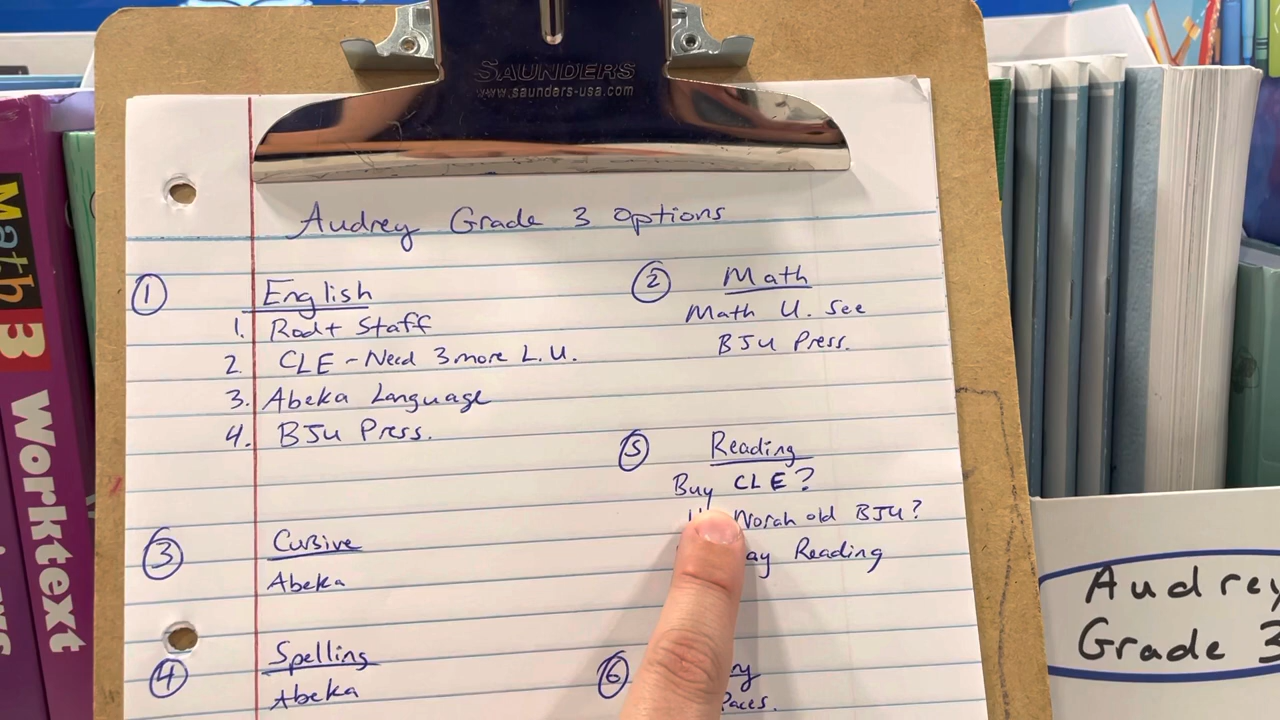 SAUNDERS
www.saunders-usa.com
Audrey Grade 3 Options
① English
1. Rod+ Staff
2. CLE - Need 3 more L.U.
3. Abeka Language
4. BJU Press.
② Math
Math U. See
BJU Press.
③ Cursive
Abeka
④ Spelling
Abeka
⑤ Reading
Buy CLE?
Norah old BJU?
Reading
⑥
Paces.
Math 3
Worktext
Audrey
Grade 3